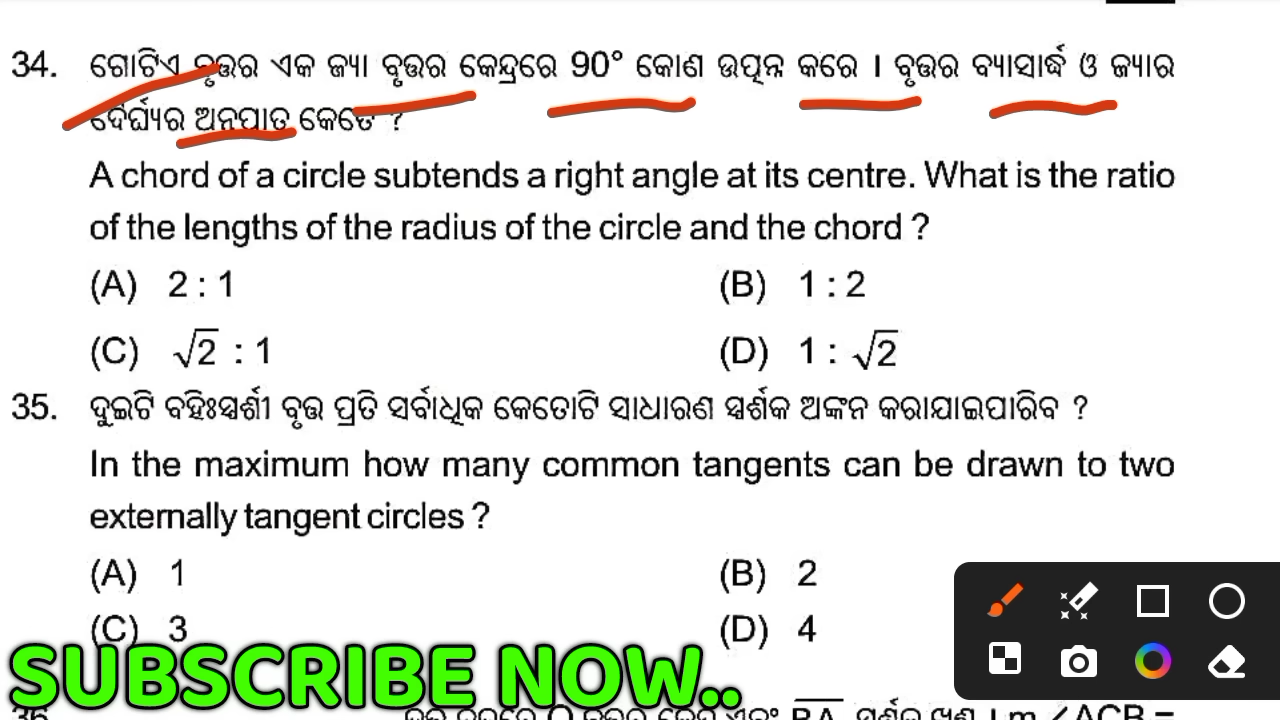 34. ଗୋଟିଏ ବୃତ୍ତର ଏକ ଜ୍ୟା ବୃତ୍ତର କେନ୍ଦ୍ରରେ 90° କୋଣ ଉତ୍ପନ୍ନ କରେ । ବୃତ୍ତର ବ୍ୟାସାର୍ଦ୍ଧ ଓ ଜ୍ୟାର
ଦୈର୍ଘ୍ୟର ଅନୁପାତ କେତେ ?
A chord of a circle subtends a right angle at its centre. What is the ratio
of the lengths of the radius of the circle and the chord ?
(A) 2 : 1 (B) 1 : 2
(C) √2 : 1 (D) 1 : √2
35. ଦୁଇଟି ବହିଃସ୍ପର୍ଶୀ ବୃତ୍ତ ପ୍ରତି ସର୍ବାଧିକ କେତୋଟି ସାଧାରଣ ସ୍ପର୍ଶକ ଅଙ୍କନ କରାଯାଇପାରିବ ?
In the maximum how many common tangents can be drawn to two
externally tangent circles ?
(A) 1 (B) 2
(C) 3 (D) 4
SUBSCRIBE NOW..